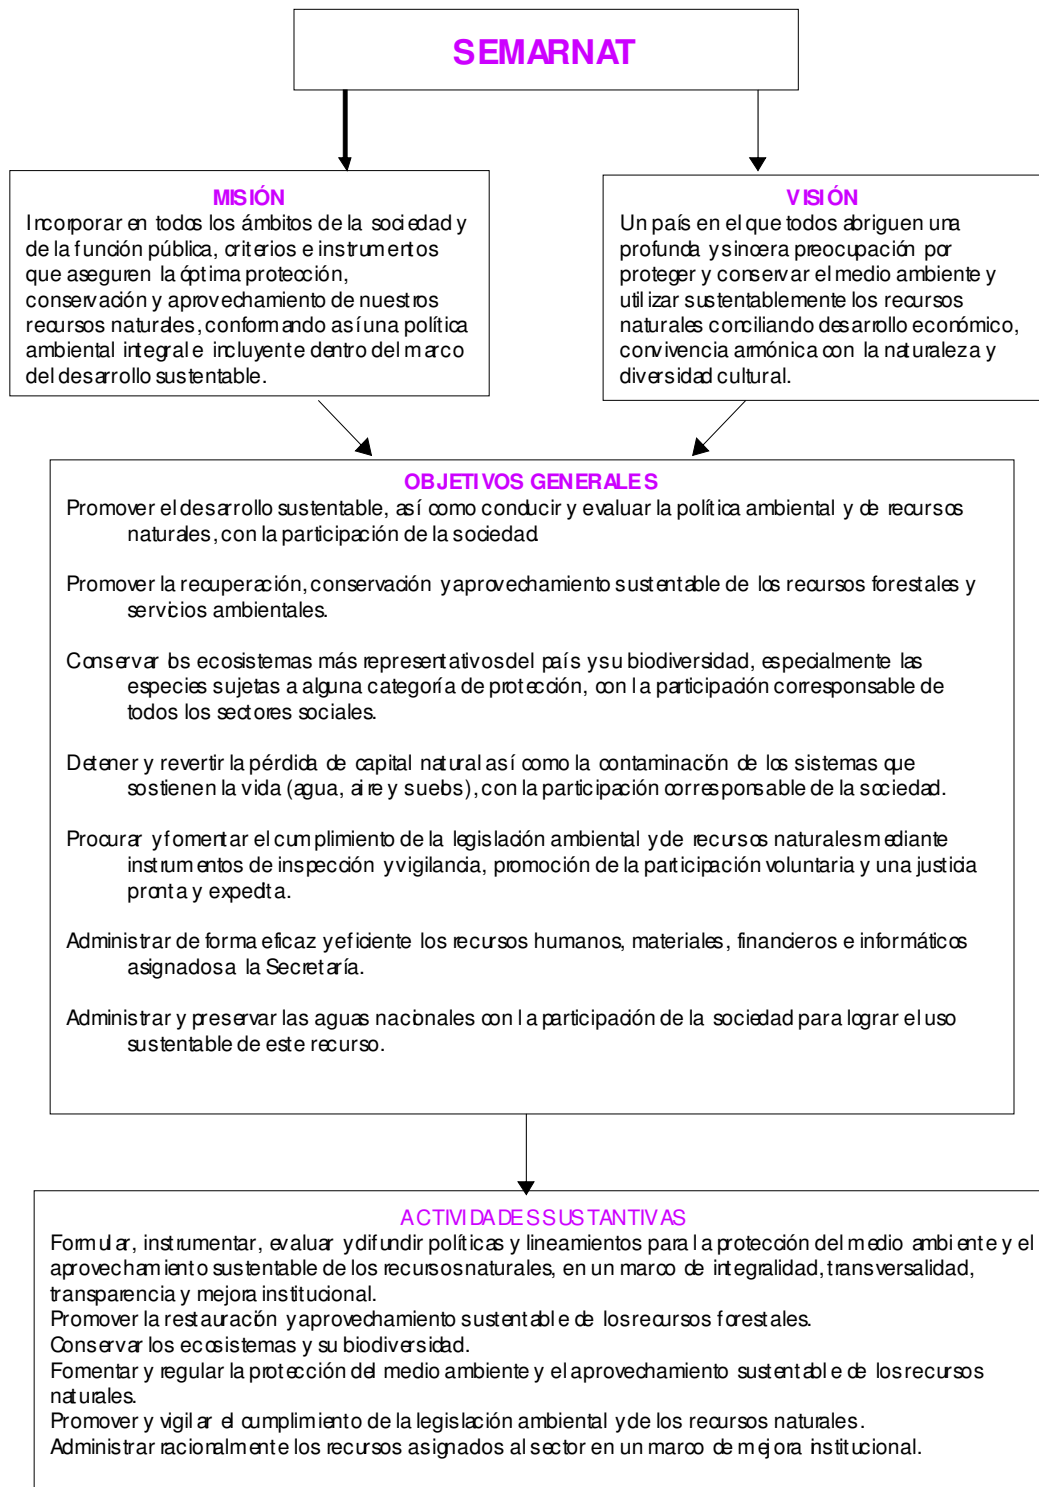 SEMARNAT
MISIÓN
Incorporar en todos los ámbitos de la sociedad y
de la función pública, criterios e instrumentos
que aseguren la óptima protección,
conservación y aprovechamiento de nuestros
recursos naturales, conformando así una política
ambiental integral e incluyente dentro del marco
del desarrollo sustentable.
VISIÓN
Un país en el que todos abriguen una
profunda y sincera preocupación por
proteger y conservar el medio ambiente y
utilizar sustentablemente los recursos
naturales conciliando desarrollo económico,
convivencia armónica con la naturaleza y
diversidad cultural.
OBJETIVOS GENERALES
Promover el desarrollo sustentable, así como conducir y evaluar la política ambiental y de recursos
naturales, con la participación de la sociedad.
Promover la recuperación, conservación y aprovechamiento sustentable de los recursos forestales y
servicios ambientales.
Conservar los ecosistemas más representativos del país y su biodiversidad, especialmente las
especies sujetas a alguna categoría de protección, con la participación corresponsable de
todos los sectores sociales.
Detener y revertir la pérdida de capital natural así como la contaminación de los sistemas que
sostienen la vida (agua, aire y suelos), con la participación corresponsable de la sociedad.
Procurar y fomentar el cumplimiento de la legislación ambiental y de recursos naturales mediante
instrumentos de inspección y vigilancia, promoción de la participación voluntaria y una justicia
pronta y expedita.
Administrar de forma eficaz y eficiente los recursos humanos, materiales, financieros e informáticos
asignados a la Secretaría.
Administrar y preservar las aguas nacionales con la participación de la sociedad para lograr el uso
sustentable de este recurso.
ACTIVIDADES SUSTANTIVAS
Formular, instrumentar, evaluar y difundir políticas y lineamientos para la protección del medio ambiente y el
aprovechamiento sustentable de los recursos naturales, en un marco de integralidad, transversalidad,
transparencia y mejora institucional.
Promover la restauración y aprovechamiento sustentable de los recursos forestales.
Conservar los ecosistemas y su biodiversidad.
Fomentar y regular la protección del medio ambiente y el aprovechamiento sustentable de los recursos
naturales.
Promover y vigilar el cumplimiento de la legislación ambiental y de los recursos naturales.
Administrar racionalmente los recursos asignados al sector en un marco de mejora institucional.